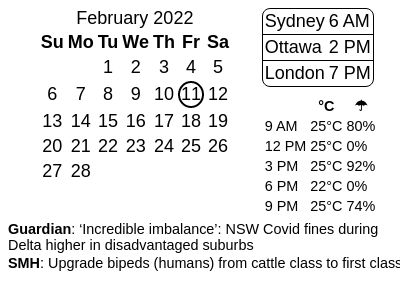 February 2022
Su Mo Tu We Th Fr Sa
1 2 3 4 5
6 7 8 9 10 11 12
13 14 15 16 17 18 19
20 21 22 23 24 25 26
27 28
Sydney 6 AM
Ottawa 2 PM
London 7 PM
°C ☂
9 AM 25°C 80%
12 PM 25°C 0%
3 PM 25°C 92%
6 PM 22°C 0%
9 PM 25°C 74%
Guardian: ‘Incredible imbalance’: NSW Covid fines during
Delta higher in disadvantaged suburbs
SMH: Upgrade bipeds (humans) from cattle class to first class